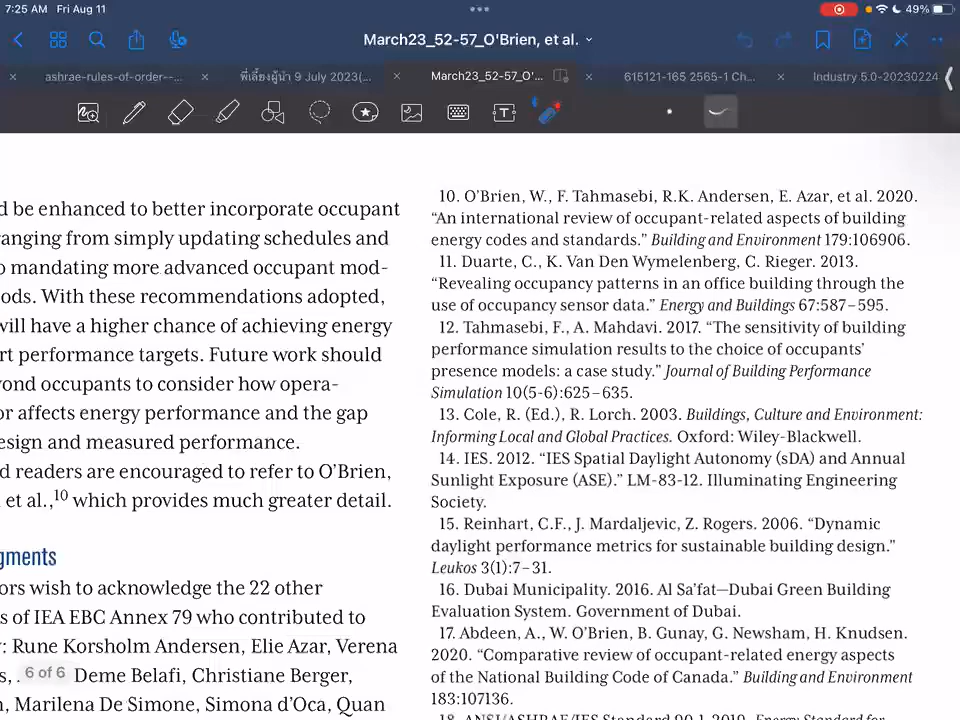 7:25 AM Fri Aug 11
49%
March23_52-57_O'Brien, et al.
ashrae-rules-of-order--...
พี่เลี้ยงผู้นำ 9 July 2023(...
March23_52-57_O'...
615121-165 2565-1 Ch...
Industry 5.0-20230224
d be enhanced to better incorporate occupant
ranging from simply updating schedules and
o mandating more advanced occupant mod-
ods. With these recommendations adopted,
will have a higher chance of achieving energy
rt performance targets. Future work should
yond occupants to consider how opera-
or affects energy performance and the gap
esign and measured performance.
d readers are encouraged to refer to O'Brien,
et al.,10 which provides much greater detail.
gments
ors wish to acknowledge the 22 other
s of IEA EBC Annex 79 who contributed to
y: Rune Korsholm Andersen, Elie Azar, Verena
s, . Deme Belafi, Christiane Berger,
6 of 6
n, Marilena De Simone, Simona d'Oca, Quan
10. O'Brien, W., F. Tahmasebi, R.K. Andersen, E. Azar, et al. 2020.
“An international review of occupant-related aspects of building
energy codes and standards.” Building and Environment 179:106906.
11. Duarte, C., K. Van Den Wymelenberg, C. Rieger. 2013.
“Revealing occupancy patterns in an office building through the
use of occupancy sensor data.” Energy and Buildings 67:587–595.
12. Tahmasebi, F., A. Mahdavi. 2017. “The sensitivity of building
performance simulation results to the choice of occupants'
presence models: a case study.” Journal of Building Performance
Simulation 10(5-6):625–635.
13. Cole, R. (Ed.), R. Lorch. 2003. Buildings, Culture and Environment:
Informing Local and Global Practices. Oxford: Wiley-Blackwell.
14. IES. 2012. “IES Spatial Daylight Autonomy (sDA) and Annual
Sunlight Exposure (ASE).” LM-83-12. Illuminating Engineering
Society.
15. Reinhart, C.F., J. Mardaljevic, Z. Rogers. 2006. “Dynamic
daylight performance metrics for sustainable building design.”
Leukos 3(1):7–31.
16. Dubai Municipality. 2016. Al Sa'fat—Dubai Green Building
Evaluation System. Government of Dubai.
17. Abdeen, A., W. O'Brien, B. Gunay, G. Newsham, H. Knudsen.
2020. “Comparative review of occupant-related energy aspects
of the National Building Code of Canada.” Building and Environment
183:107136.
18. ANSI/ASHRAE/IES Standard 90.1-2019, Energy Standard for